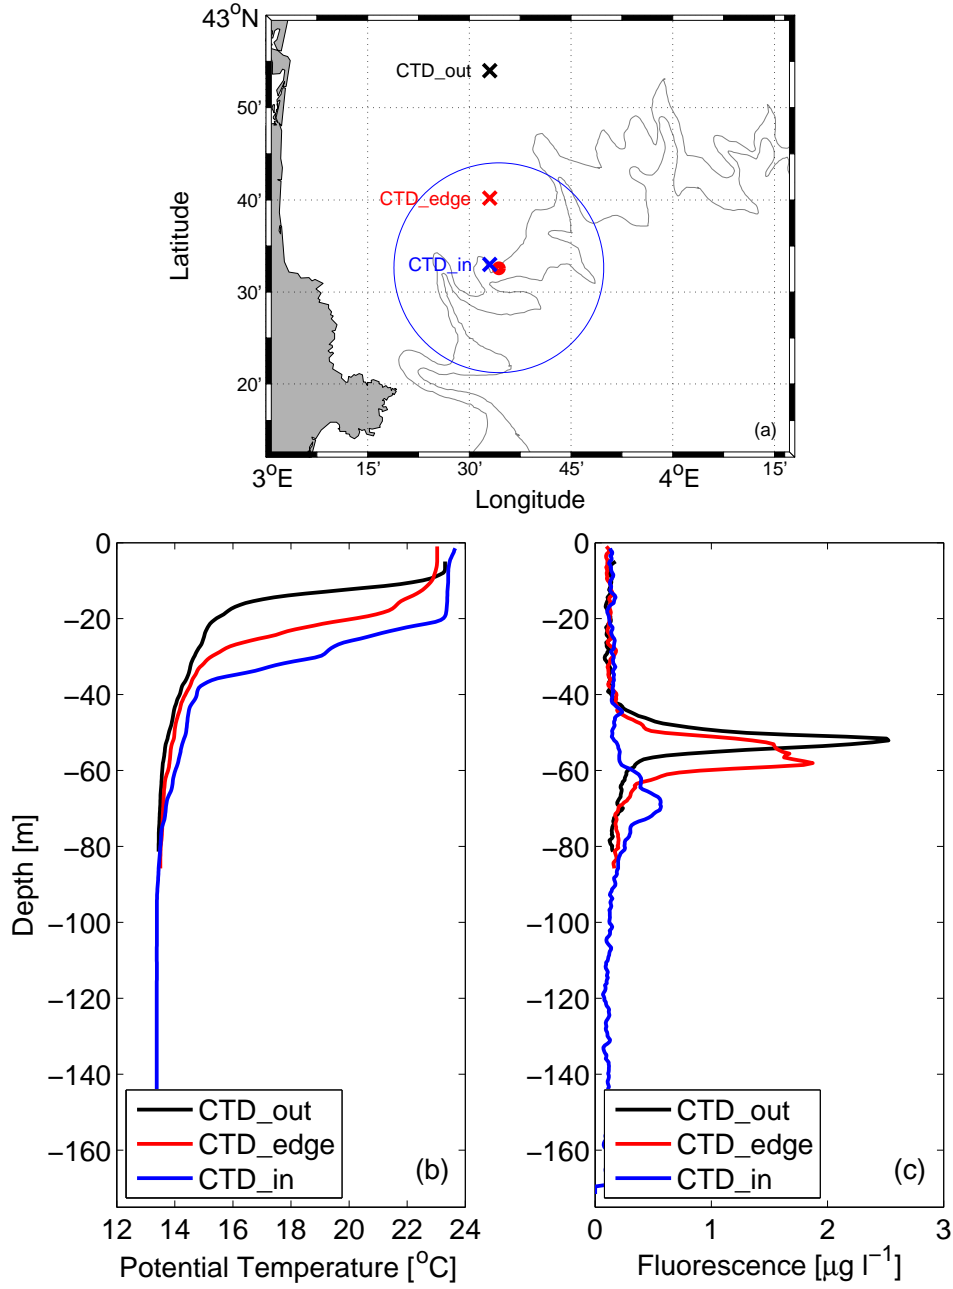 43°N
CTD_out
50'
CTD_edge
40'
CTD_in
30'
20'
(a)
3°E
15'
30'
45'
4°E
15'
Latitude
Longitude
0
−20
−40
−60
−80
−100
−120
−140
−160
Depth [m]
CTD_out
CTD_edge
CTD_in
(b)
12 14 16 18 20 22 24
Potential Temperature [°C]
0
−20
−40
−60
−80
−100
−120
−140
−160
CTD_out
CTD_edge
CTD_in
(c)
0 1 2 3
Fluorescence [μg l⁻¹]